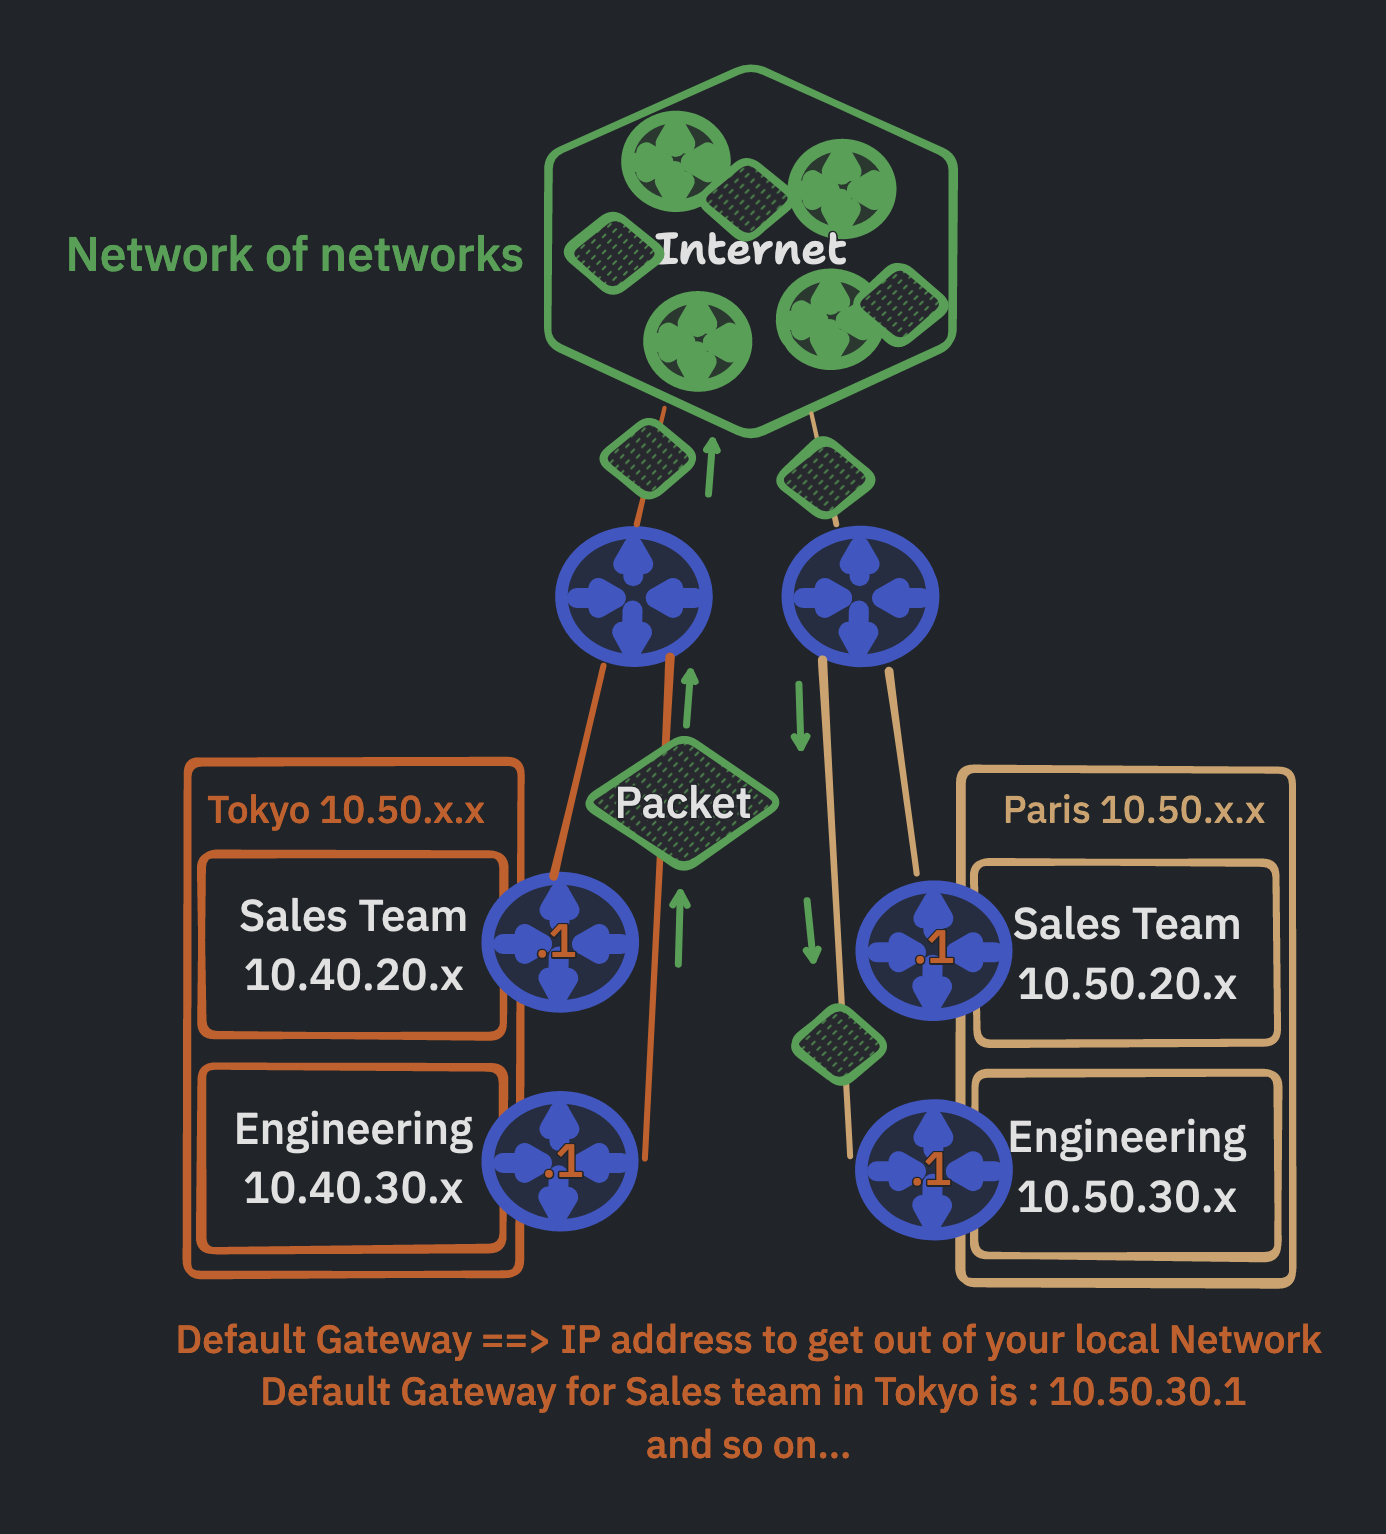 Network of networks
Internet
Packet
Tokyo 10.50.x.x
Sales Team
10.40.20.x
.1
Engineering
10.40.30.x
.1
Paris 10.50.x.x
Sales Team
10.50.20.x
.1
Engineering
10.50.30.x
.1
Default Gateway ==> IP address to get out of your local Network
Default Gateway for Sales team in Tokyo is : 10.50.30.1
and so on...